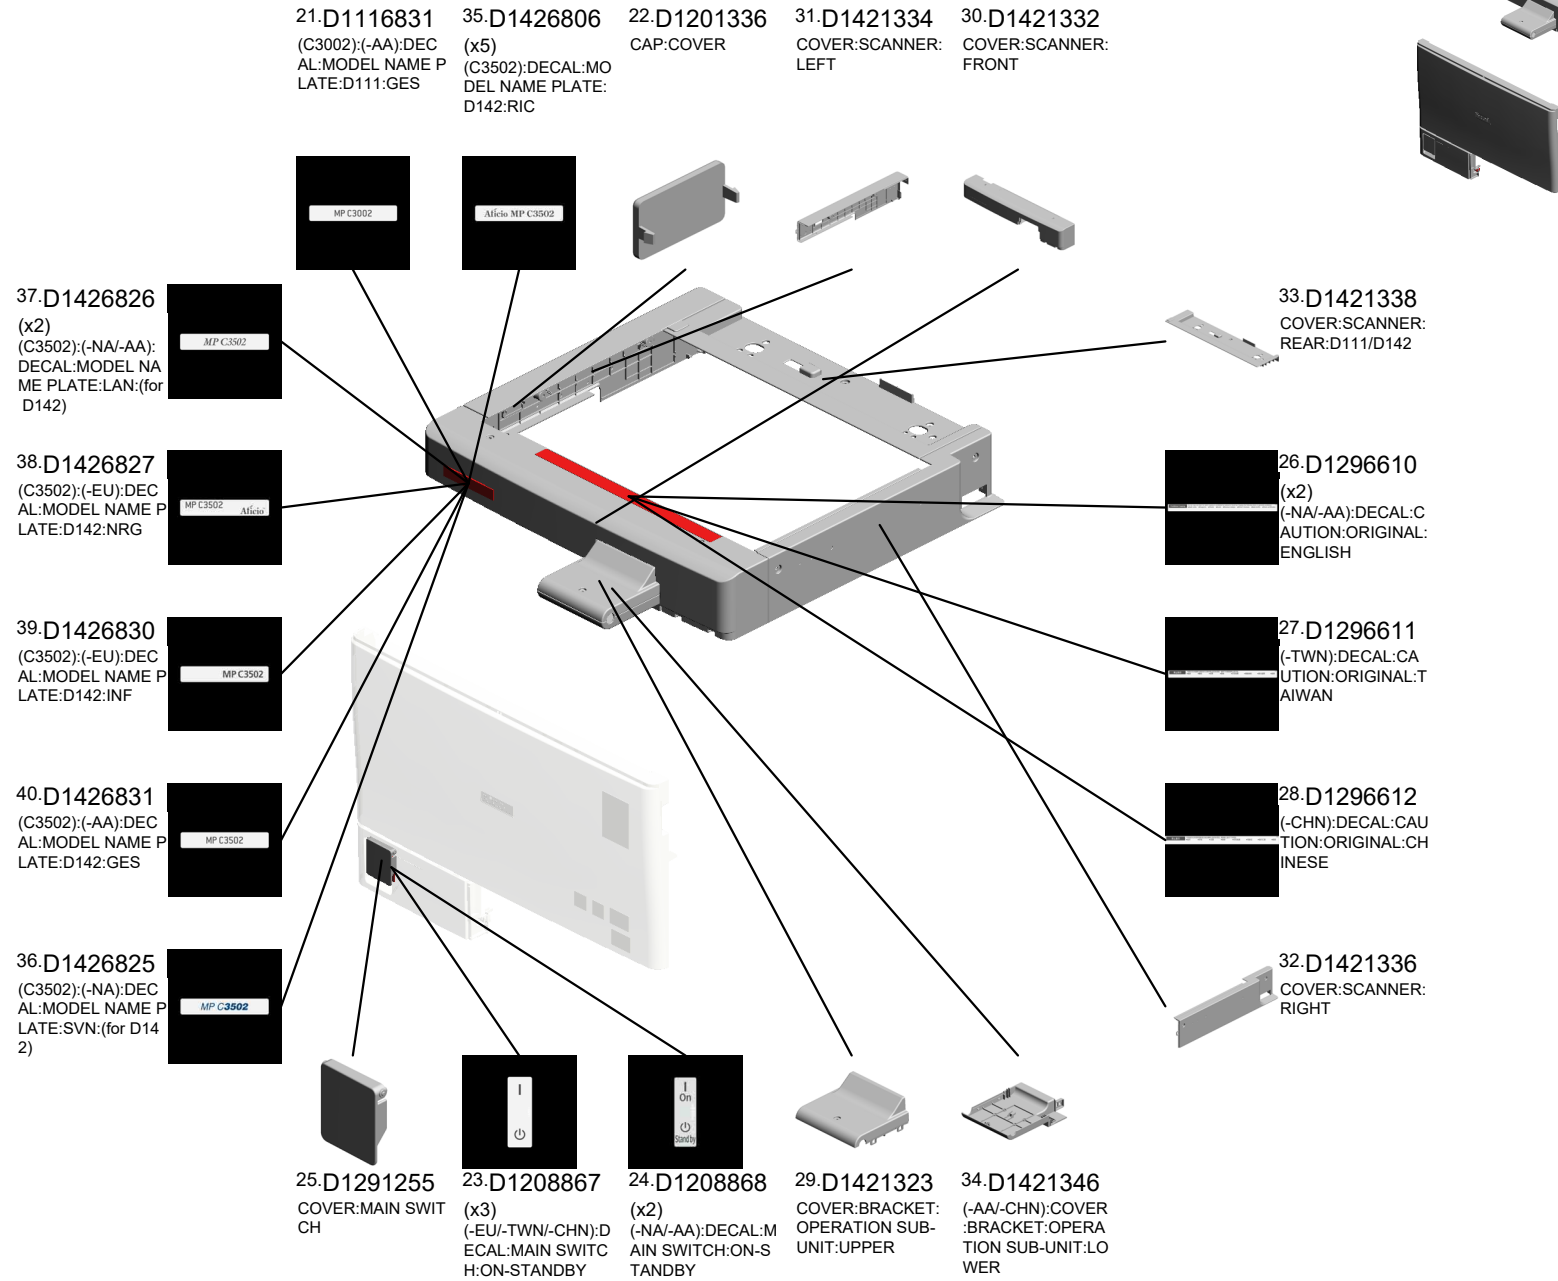 21.D1116831
(C3002):(-AA):DEC
AL:MODEL NAME P
LATE:D111:GES
35.D1426806
(x5)
(C3502):DECAL:MO
DEL NAME PLATE:
D142:RIC
22.D1201336
CAP:COVER
31.D1421334
COVER:SCANNER:
LEFT
30.D1421332
COVER:SCANNER:
FRONT
MP C3002
Aficio MP C3502
37.D1426826
(x2)
(C3502):(-NA/-AA):
DECAL:MODEL NA
ME PLATE:LAN:(for
D142)
MP C3502
33.D1421338
COVER:SCANNER:
REAR:D111/D142
38.D1426827
(C3502):(-EU):DEC
AL:MODEL NAME P
LATE:D142:NRG
MP C3502 Aficio
26.D1296610
(x2)
(-NA/-AA):DECAL:C
AUTION:ORIGINAL:
ENGLISH
39.D1426830
(C3502):(-EU):DEC
AL:MODEL NAME P
LATE:D142:INF
MP C3502
27.D1296611
(-TWN):DECAL:CA
UTION:ORIGINAL:T
AIWAN
40.D1426831
(C3502):(-AA):DEC
AL:MODEL NAME P
LATE:D142:GES
MP C3502
28.D1296612
(-CHN):DECAL:CAU
TION:ORIGINAL:CH
INESE
36.D1426825
(C3502):(-NA):DEC
AL:MODEL NAME P
LATE:SVN:(for D14
2)
MP C3502
32.D1421336
COVER:SCANNER:
RIGHT
I
I
On
Standby
25.D1291255
COVER:MAIN SWIT
CH
23.D1208867
(x3)
(-EU/-TWN/-CHN):D
ECAL:MAIN SWITC
H:ON-STANDBY
24.D1208868
(x2)
(-NA/-AA):DECAL:M
AIN SWITCH:ON-S
TANDBY
29.D1421323
COVER:BRACKET:
OPERATION SUB-
UNIT:UPPER
34.D1421346
(-AA/-CHN):COVER
:BRACKET:OPERA
TION SUB-UNIT:LO
WER